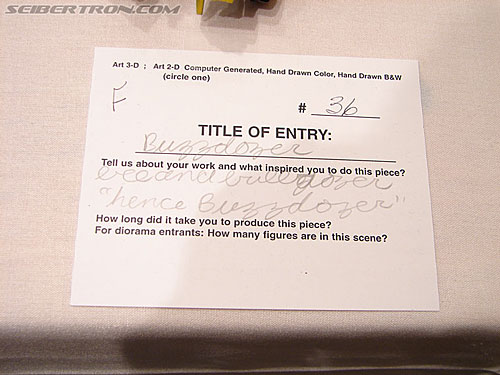 SEIBERTRON.COM
Art 3-D ; Art 2-D Computer Generated, Hand Drawn Color, Hand Drawn B&W
(circle one)
F
# 36
TITLE OF ENTRY:
Buzzdozer
Tell us about your work and what inspired you to do this piece?
bee and bulldozer
"hence Buzzdozer"
How long did it take you to produce this piece?
For diorama entrants: How many figures are in this scene?